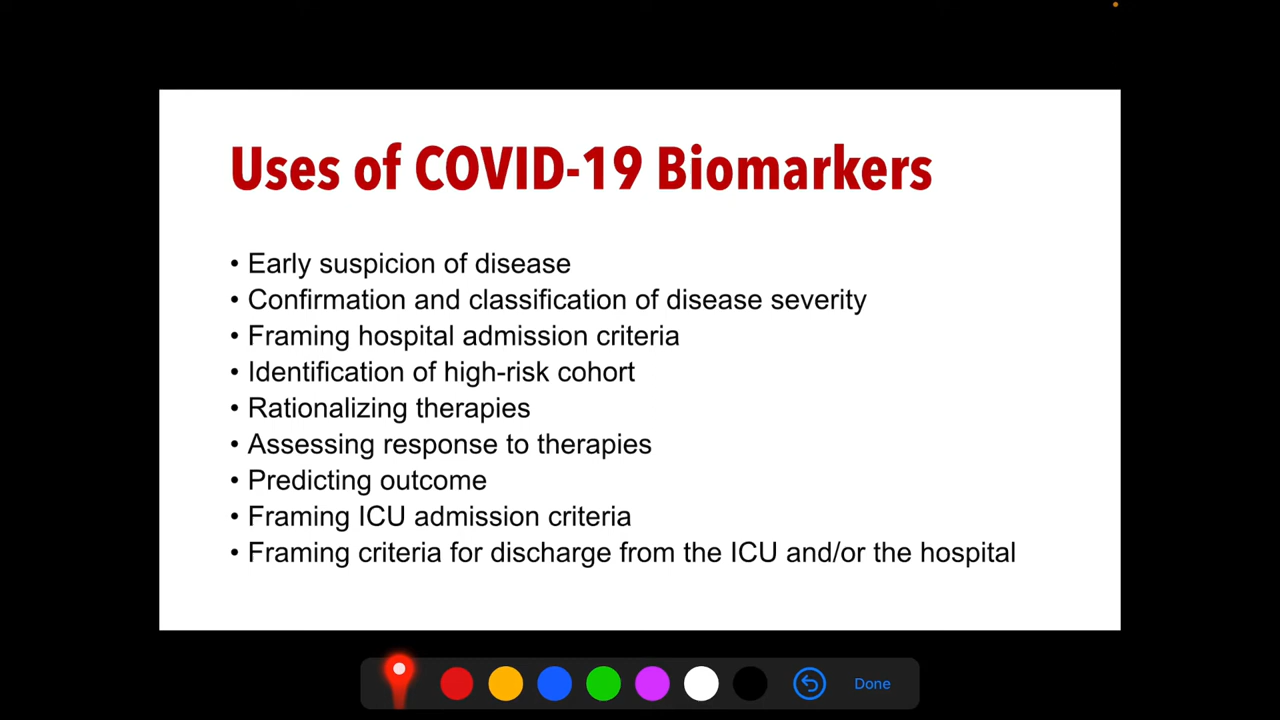 Uses of COVID-19 Biomarkers
• Early suspicion of disease
• Confirmation and classification of disease severity
• Framing hospital admission criteria
• Identification of high-risk cohort
• Rationalizing therapies
• Assessing response to therapies
• Predicting outcome
• Framing ICU admission criteria
• Framing criteria for discharge from the ICU and/or the hospital
Done